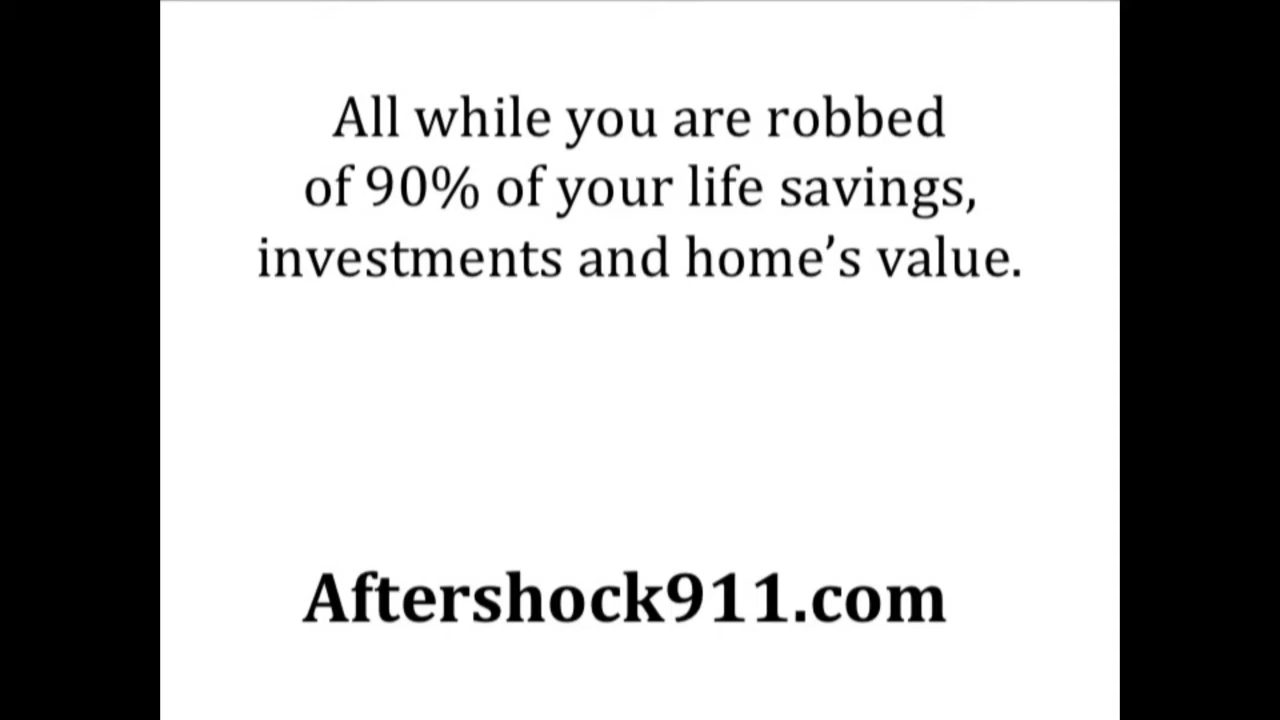 All while you are robbed
of 90% of your life savings,
investments and home’s value.
Aftershock911.com